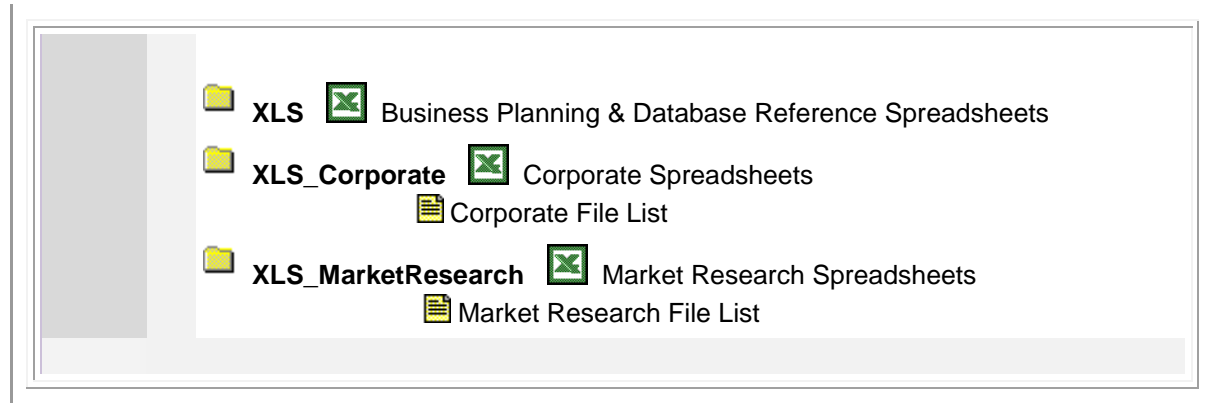 XLS Business Planning & Database Reference Spreadsheets
XLS_Corporate Corporate Spreadsheets
Corporate File List
XLS_MarketResearch Market Research Spreadsheets
Market Research File List